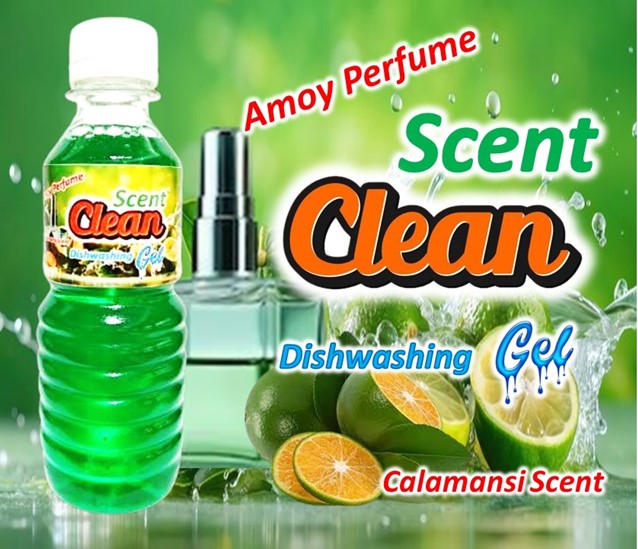 Amoy Perfume
Scent
Clean
Dishwashing Gel
Calamansi Scent
Perfume
Scent
Clean
Dishwashing Gel